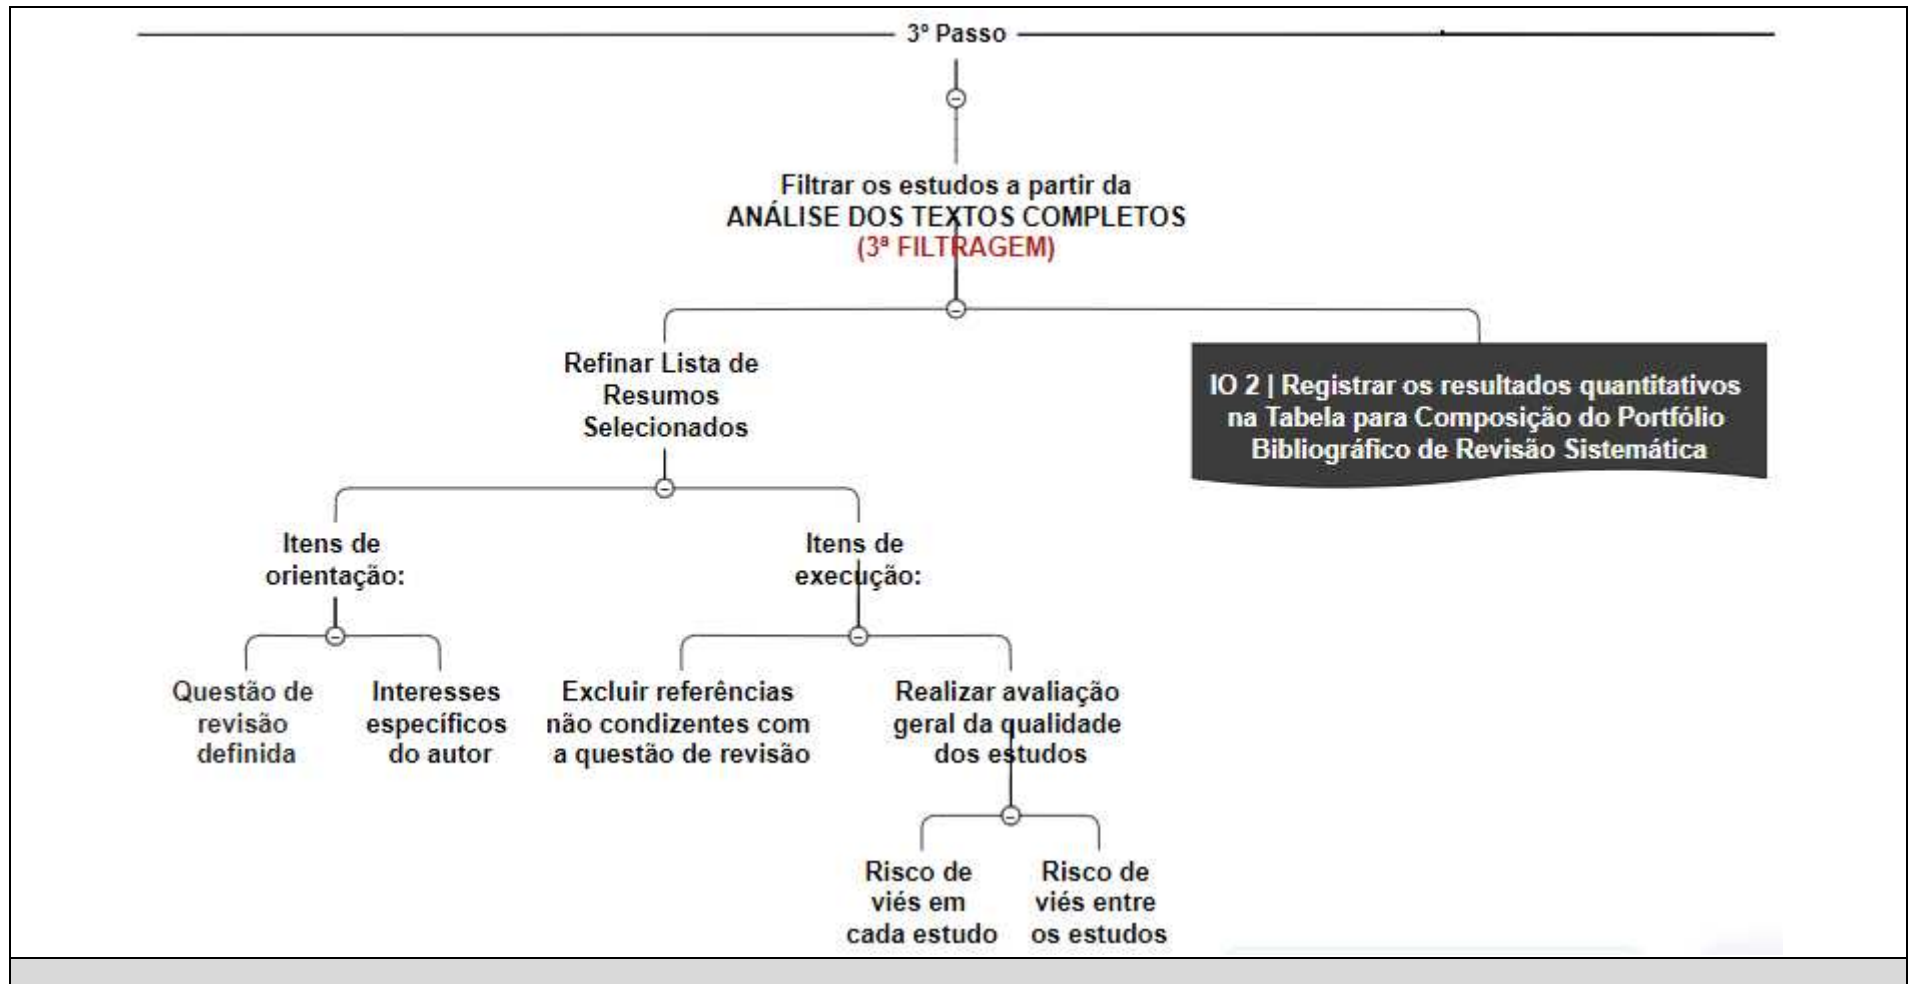 3º Passo
Filtrar os estudos a partir da
ANÁLISE DOS TEXTOS COMPLETOS
(3ª FILTRAGEM)
Refinar Lista de
Resumos
Selecionados
IO 2 | Registrar os resultados quantitativos
na Tabela para Composição do Portfólio
Bibliográfico de Revisão Sistemática
Itens de
orientação:
Itens de
execução:
Questão de
revisão
definida
Interesses
específicos
do autor
Excluir referências
não condizentes com
a questão de revisão
Realizar avaliação
geral da qualidade
dos estudos
Risco de
viés em
cada estudo
Risco de
viés entre
os estudos